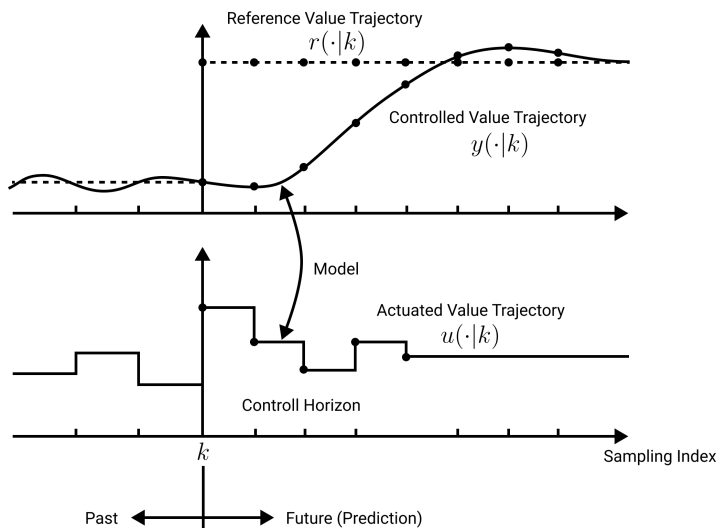 Reference Value Trajectory
r(·|k)
Controlled Value Trajectory
y(·|k)
Model
Actuated Value Trajectory
u(·|k)
Controll Horizon
k
Sampling Index
Past
Future (Prediction)